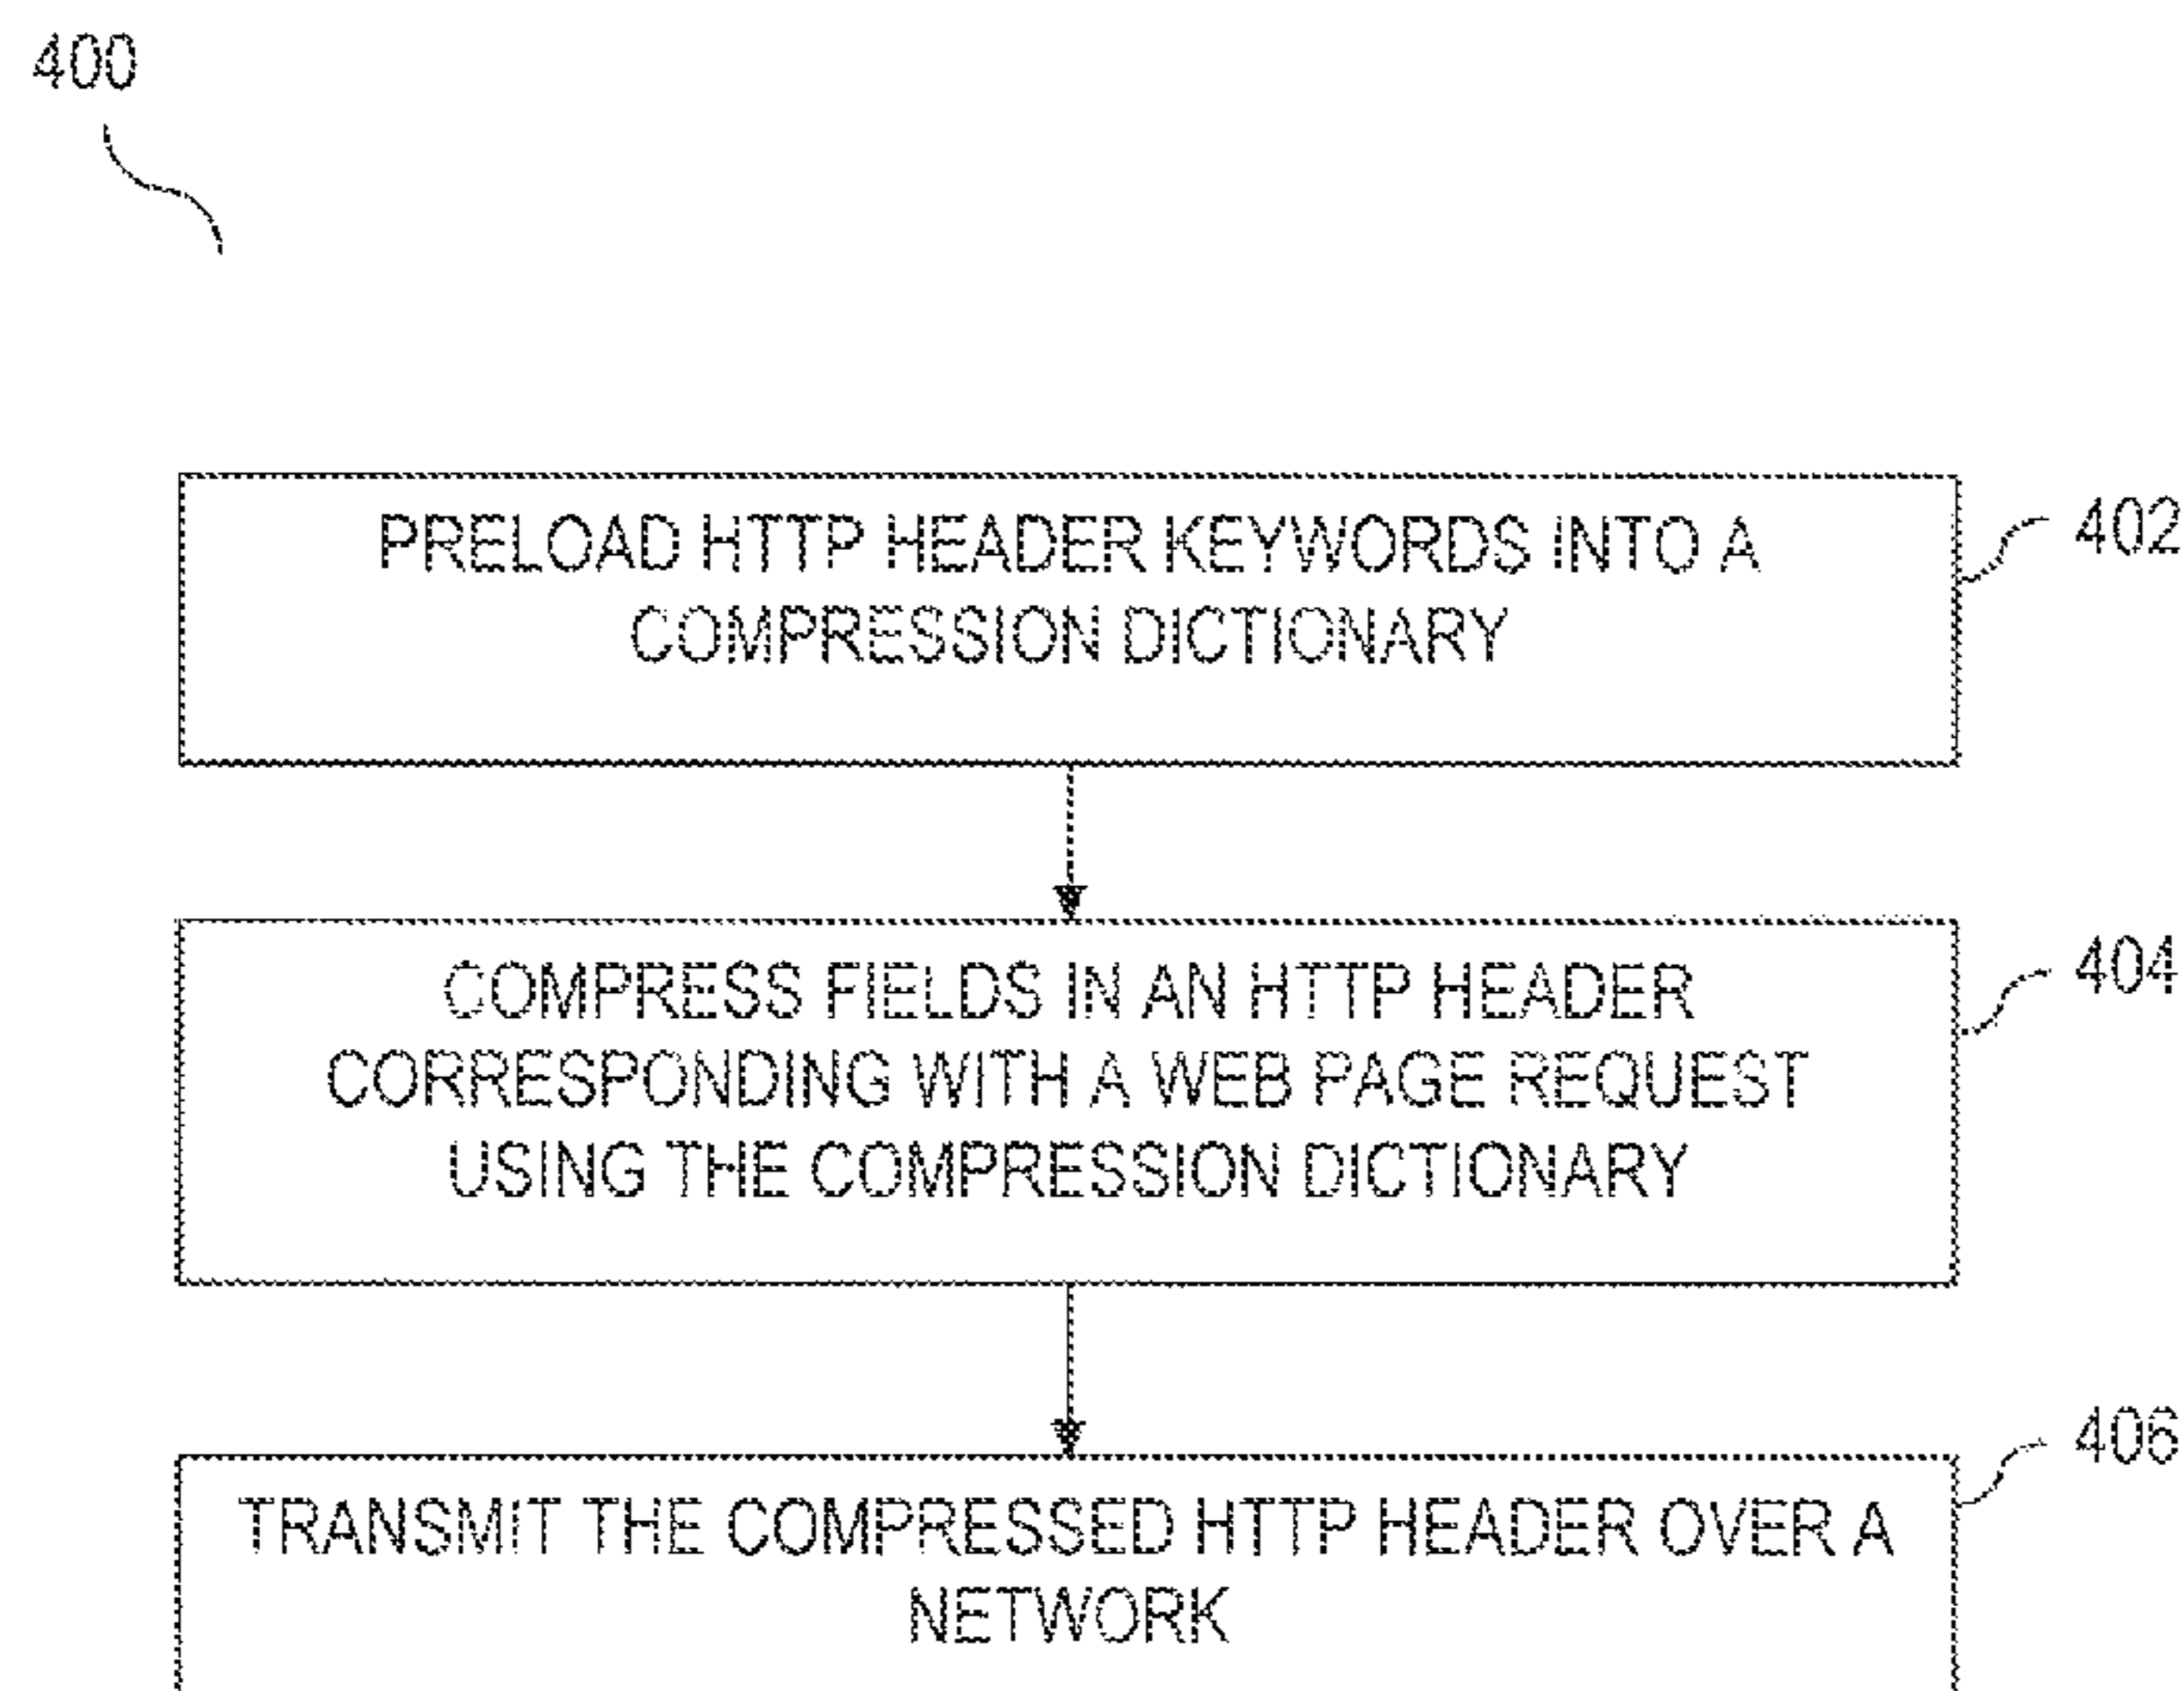 400
PRELOAD HTTP HEADER KEYWORDS INTO A
COMPRESSION DICTIONARY
402
COMPRESS FIELDS IN AN HTTP HEADER
CORRESPONDING WITH A WEB PAGE REQUEST
USING THE COMPRESSION DICTIONARY
404
TRANSMIT THE COMPRESSED HTTP HEADER OVER A
NETWORK
406